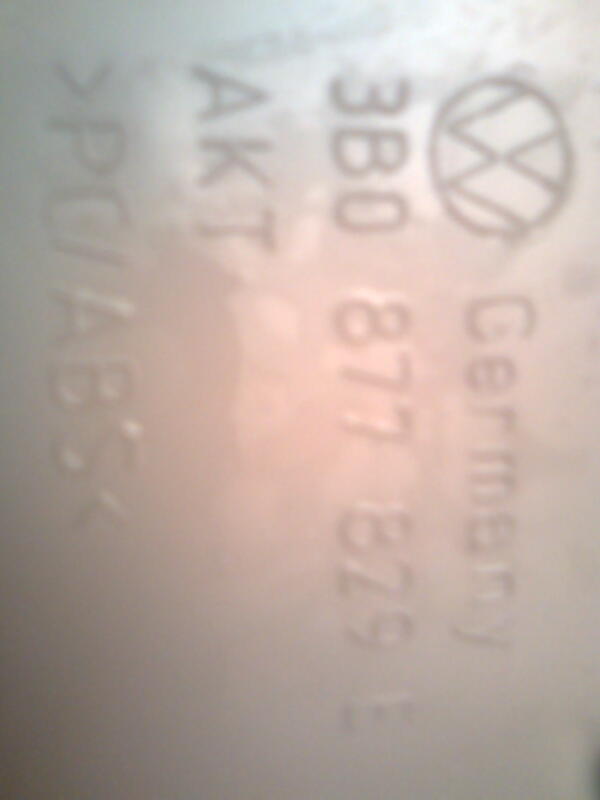 Germany
3B0 877 829 E
AKT
>PC/ABS<